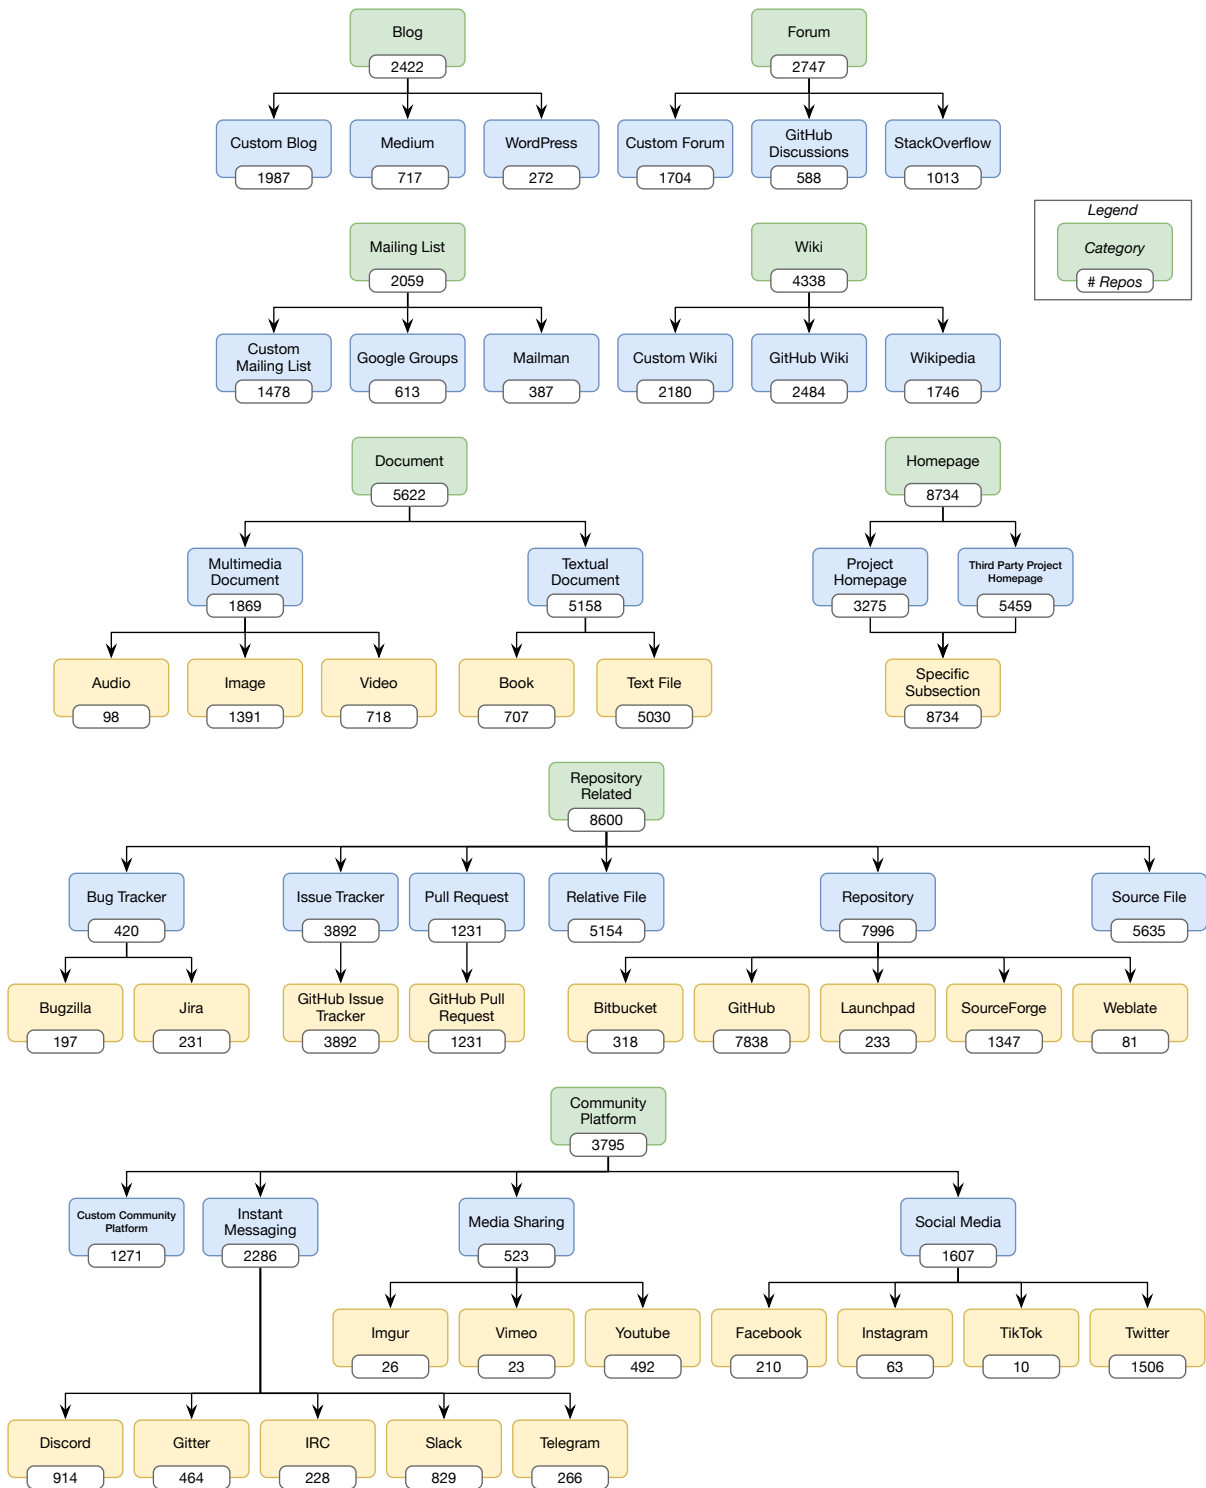 Blog
2422
Forum
2747
Custom Blog
1987
Medium
717
WordPress
272
Custom Forum
1704
GitHub
Discussions
588
StackOverflow
1013
Legend
Category
# Repos
Mailing List
2059
Wiki
4338
Custom
Mailing List
1478
Google Groups
613
Mailman
387
Custom Wiki
2180
GitHub Wiki
2484
Wikipedia
1746
Document
5622
Homepage
8734
Multimedia
Document
1869
Textual
Document
5158
Project
Homepage
3275
Third Party Project
Homepage
5459
Audio
98
Image
1391
Video
718
Book
707
Text File
5030
Specific
Subsection
8734
Repository
Related
8600
Bug Tracker
420
Issue Tracker
3892
Pull Request
1231
Relative File
5154
Repository
7996
Source File
5635
Bugzilla
197
Jira
231
GitHub Issue
Tracker
3892
GitHub Pull
Request
1231
Bitbucket
318
GitHub
7838
Launchpad
233
SourceForge
1347
Weblate
81
Community
Platform
3795
Custom Community
Platform
1271
Instant
Messaging
2286
Media Sharing
523
Social Media
1607
Imgur
26
Vimeo
23
Youtube
492
Facebook
210
Instagram
63
TikTok
10
Twitter
1506
Discord
914
Gitter
464
IRC
228
Slack
829
Telegram
266